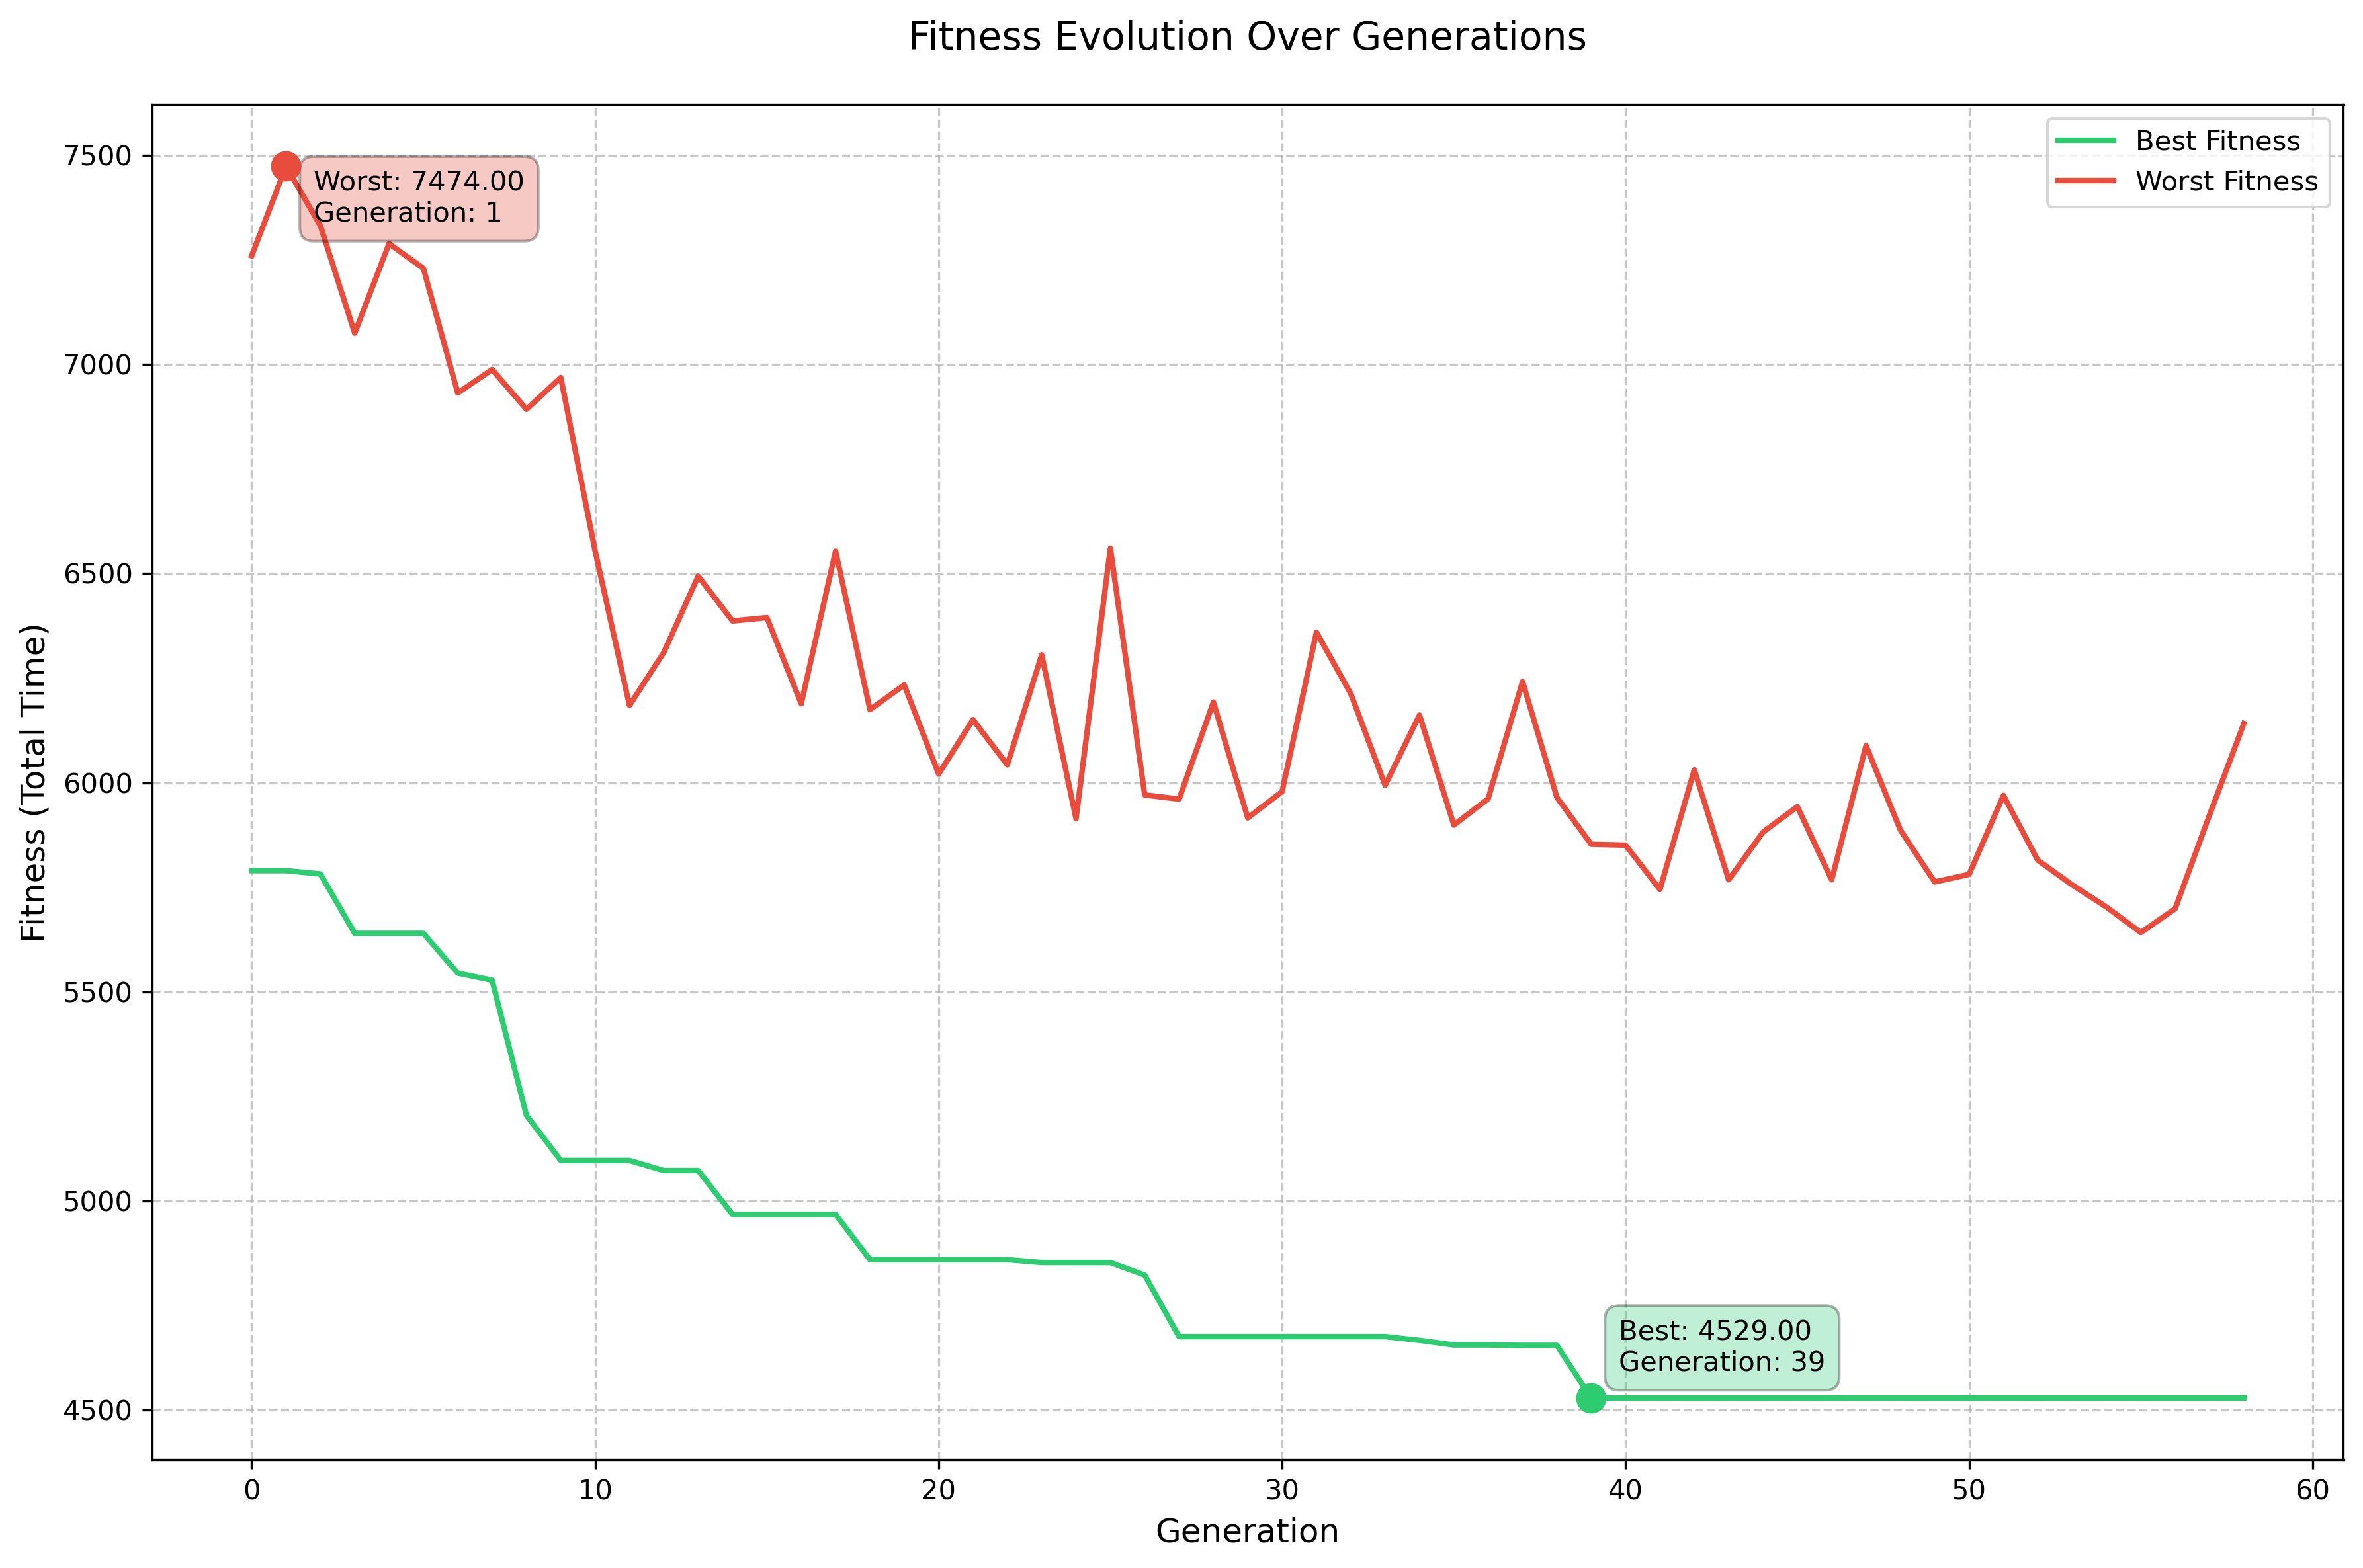 Fitness Evolution Over Generations
7500
7000
6500
6000
5500
5000
4500
Fitness (Total Time)
Worst: 7474.00
Generation: 1
Best Fitness
Worst Fitness
Best: 4529.00
Generation: 39
0
10
20
30
40
50
60
Generation